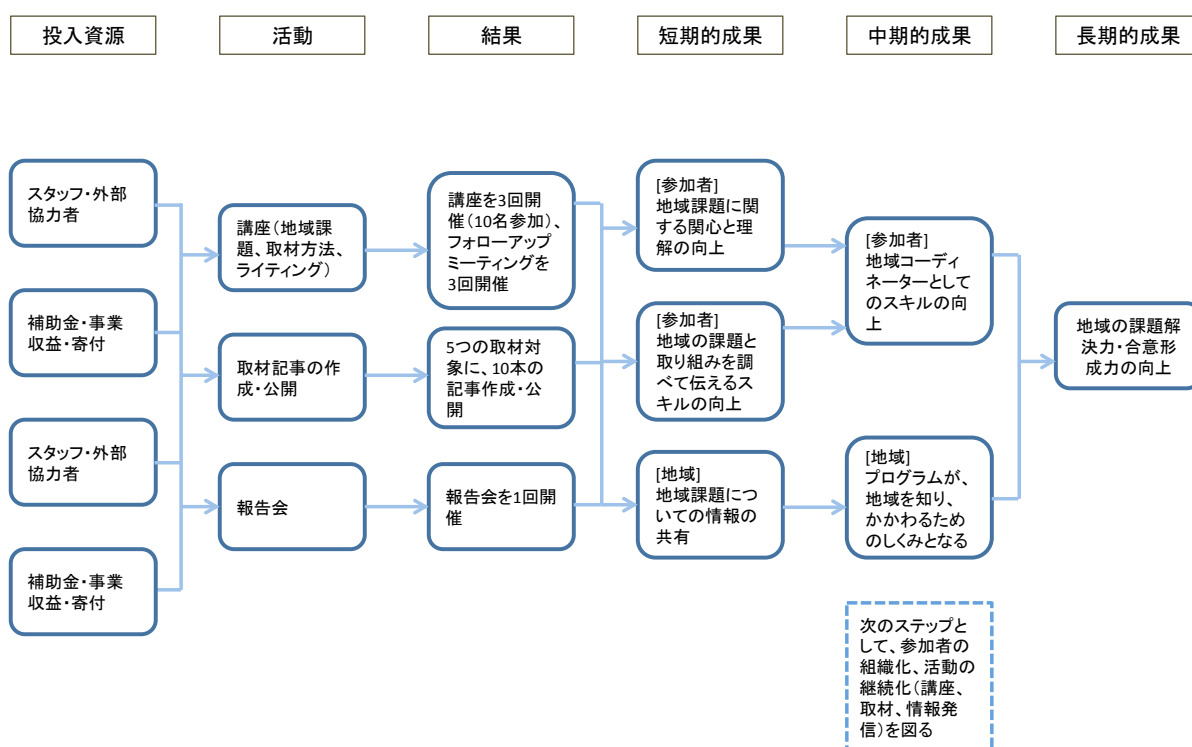 投入資源
活動
結果
短期的成果
中期的成果
長期的成果
スタッフ・外部
協力者
補助金・事業
収益・寄付
スタッフ・外部
協力者
補助金・事業
収益・寄付
講座(地域課
題、取材方法、
ライティング)
取材記事の作
成・公開
報告会
講座を3回開
催(10名参加)、
フォローアップ
ミーティングを
3回開催
5つの取材対
象に、10本の
記事作成・公
開
報告会を1回開
催
[参加者]
地域課題に関
する関心と理
解の向上
[参加者]
地域の課題と
取り組みを調
べて伝えるス
キルの向上
[地域]
地域課題につ
いての情報の
共有
[参加者]
地域コーディ
ネーターとして
のスキルの向
上
[地域]
プログラムが、
地域を知り、
かかわるため
のしくみとなる
次のステップと
して、参加者の
組織化、活動の
継続化(講座、
取材、情報発
信)を図る
地域の課題解
決力・合意形
成力の向上